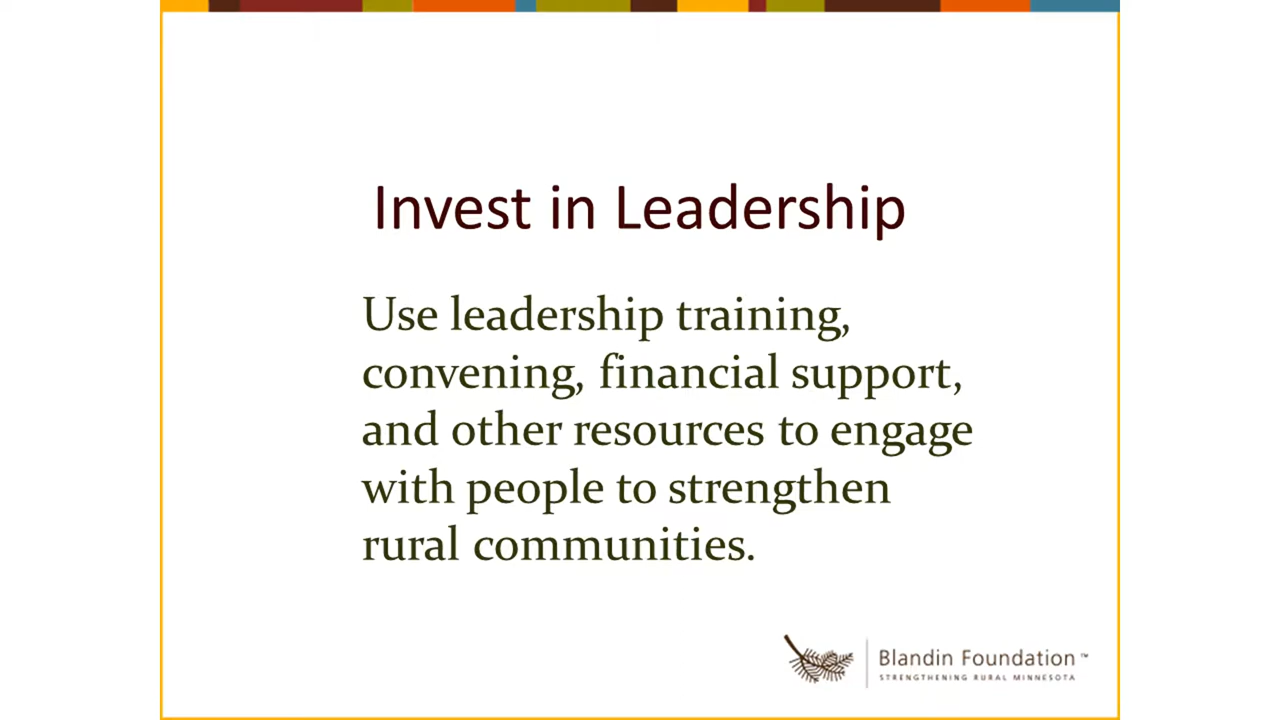 Invest in Leadership
Use leadership training,
convening, financial support,
and other resources to engage
with people to strengthen
rural communities.
Blandin Foundation™
STRENGTHENING RURAL MINNESOTA